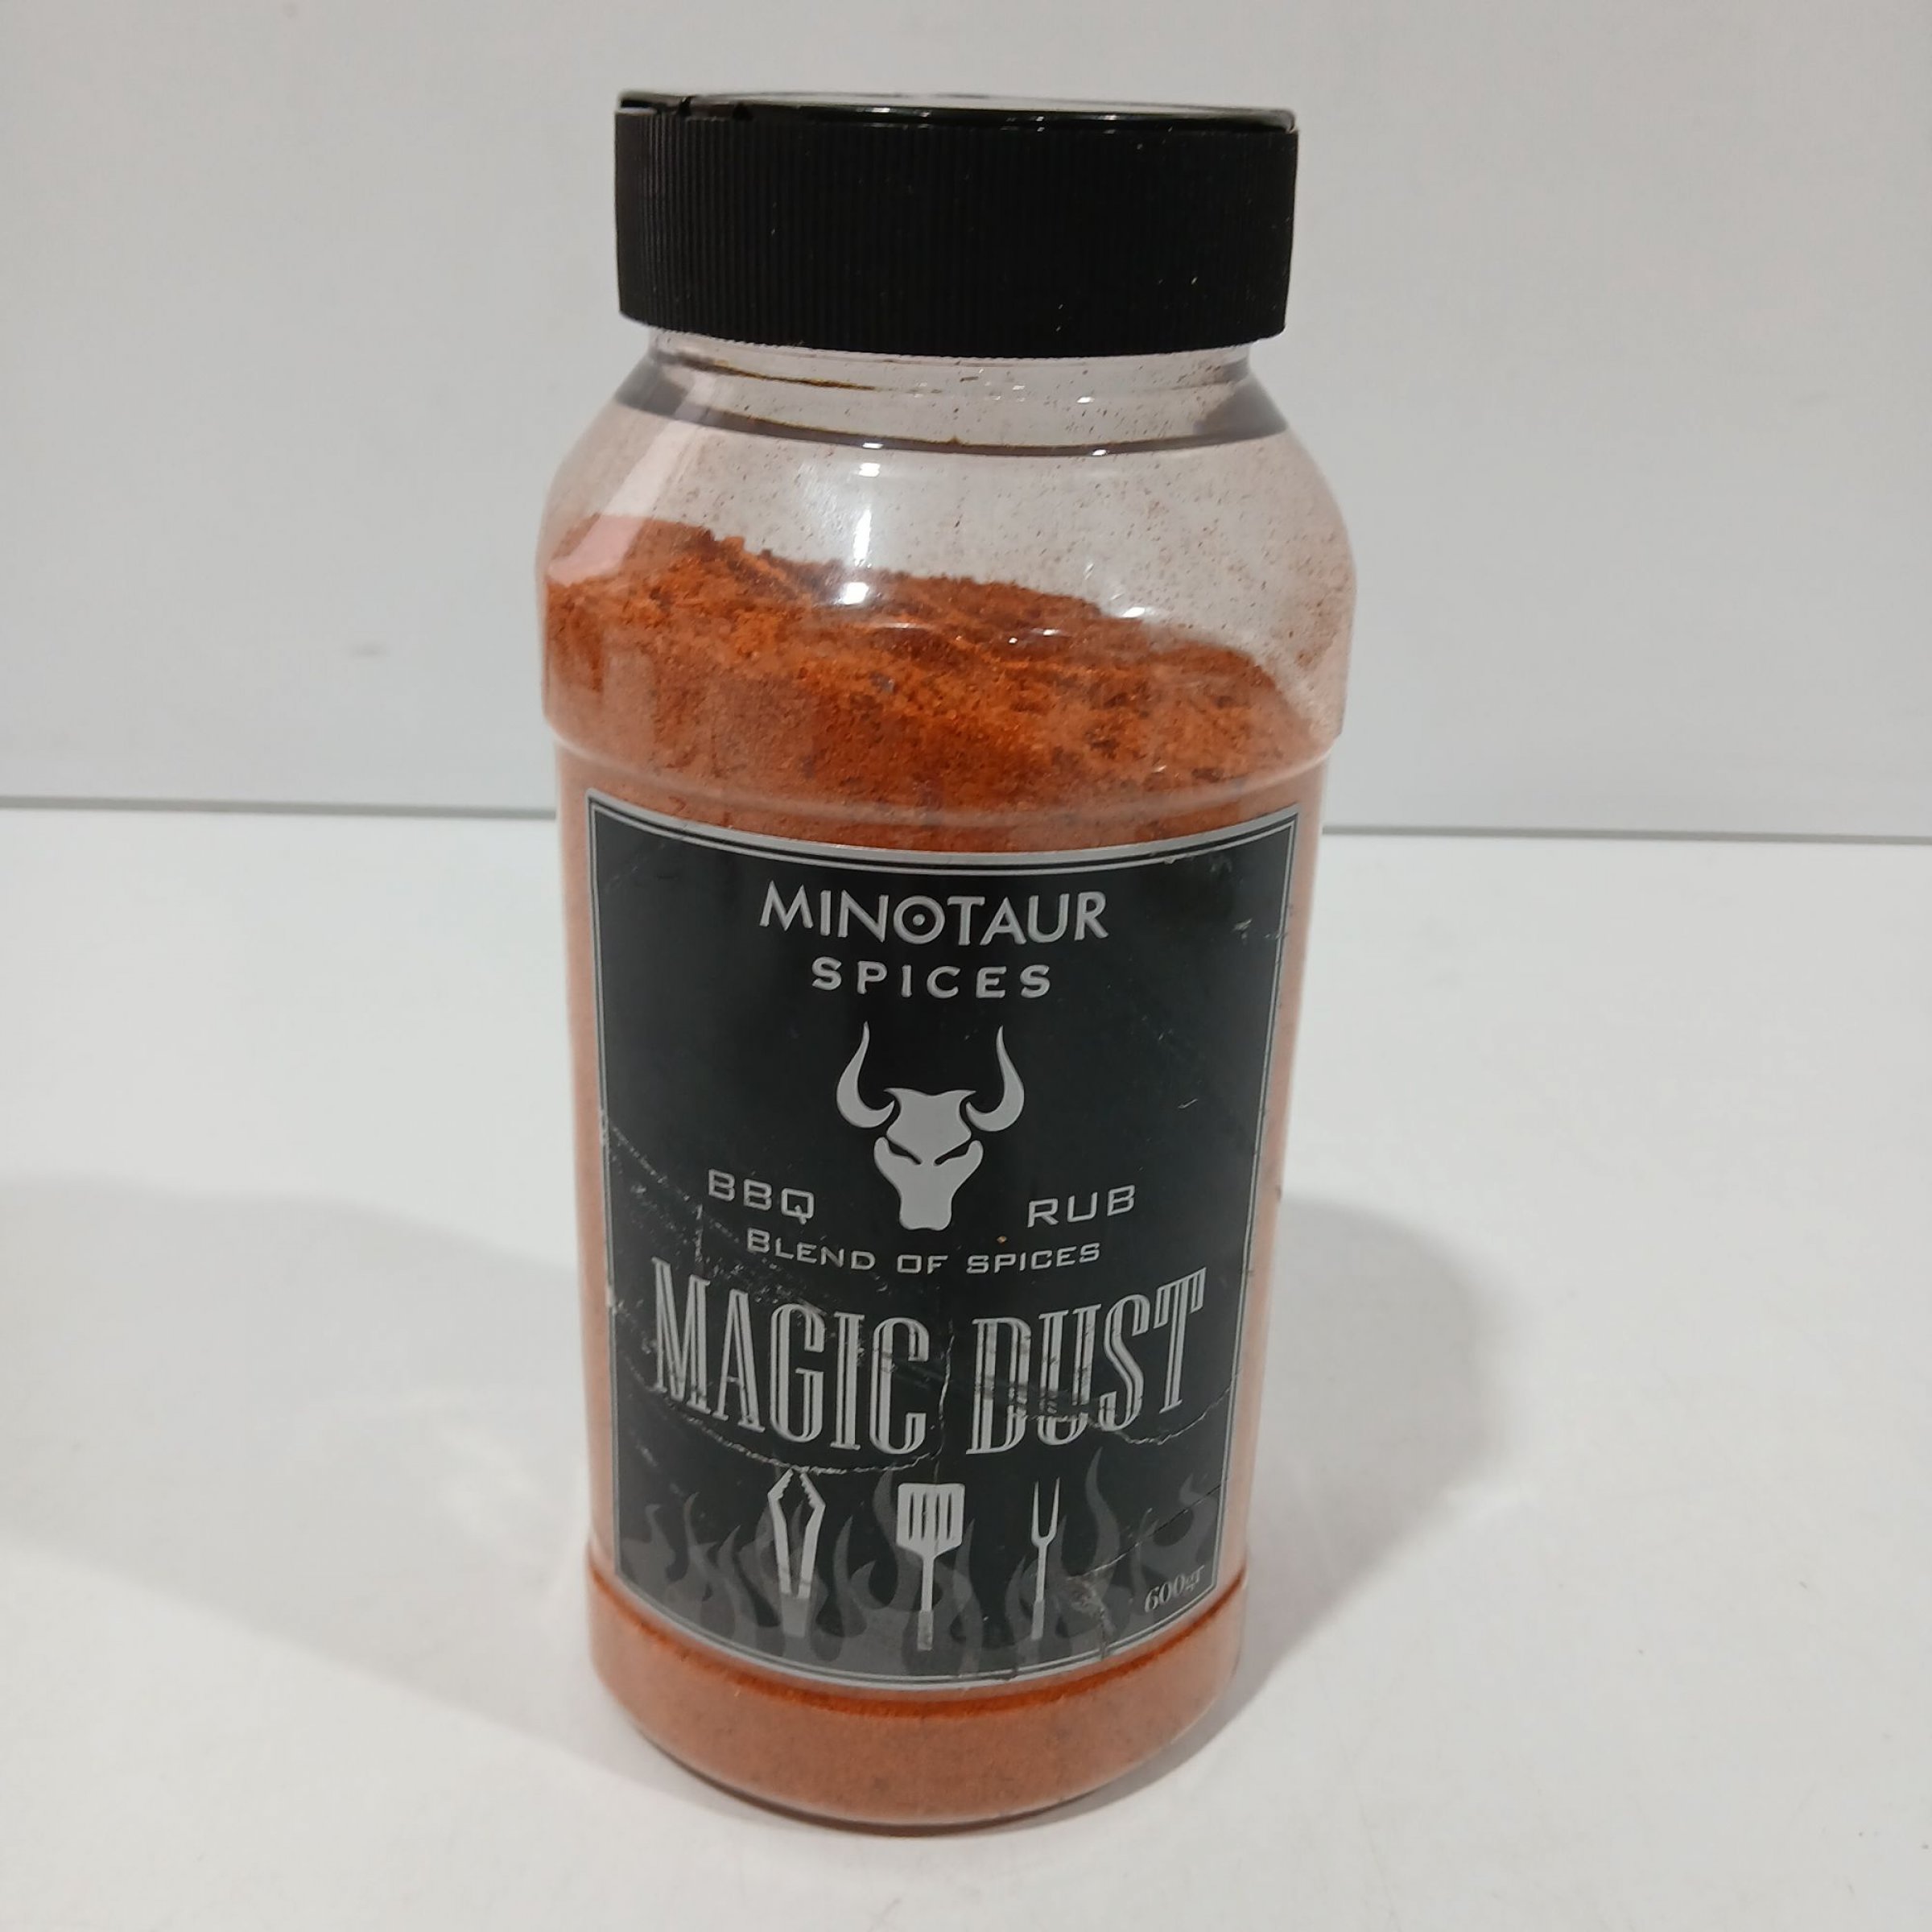 MINOTAUR
SPICES
BBQ RUB
BLEND OF SPICES
MAGIC DUST
600gr